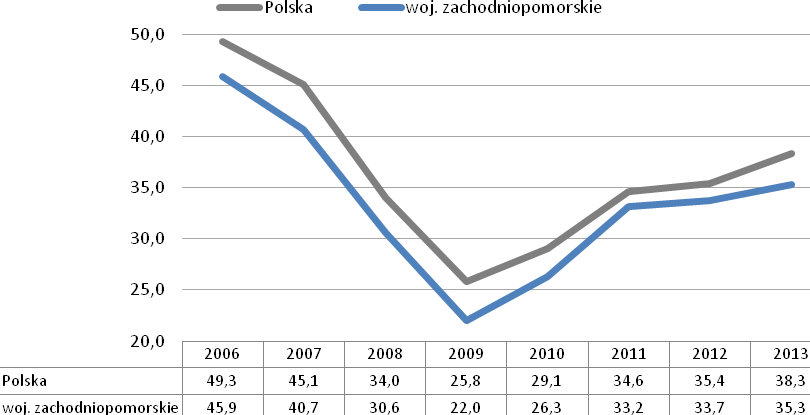 Polska woj. zachodniopomorskie
50,0
45,0
40,0
35,0
30,0
25,0
20,0
2006 2007 2008 2009 2010 2011 2012 2013
Polska 49,3 45,1 34,0 25,8 29,1 34,6 35,4 38,3
woj. zachodniopomorskie 45,9 40,7 30,6 22,0 26,3 33,2 33,7 35,3